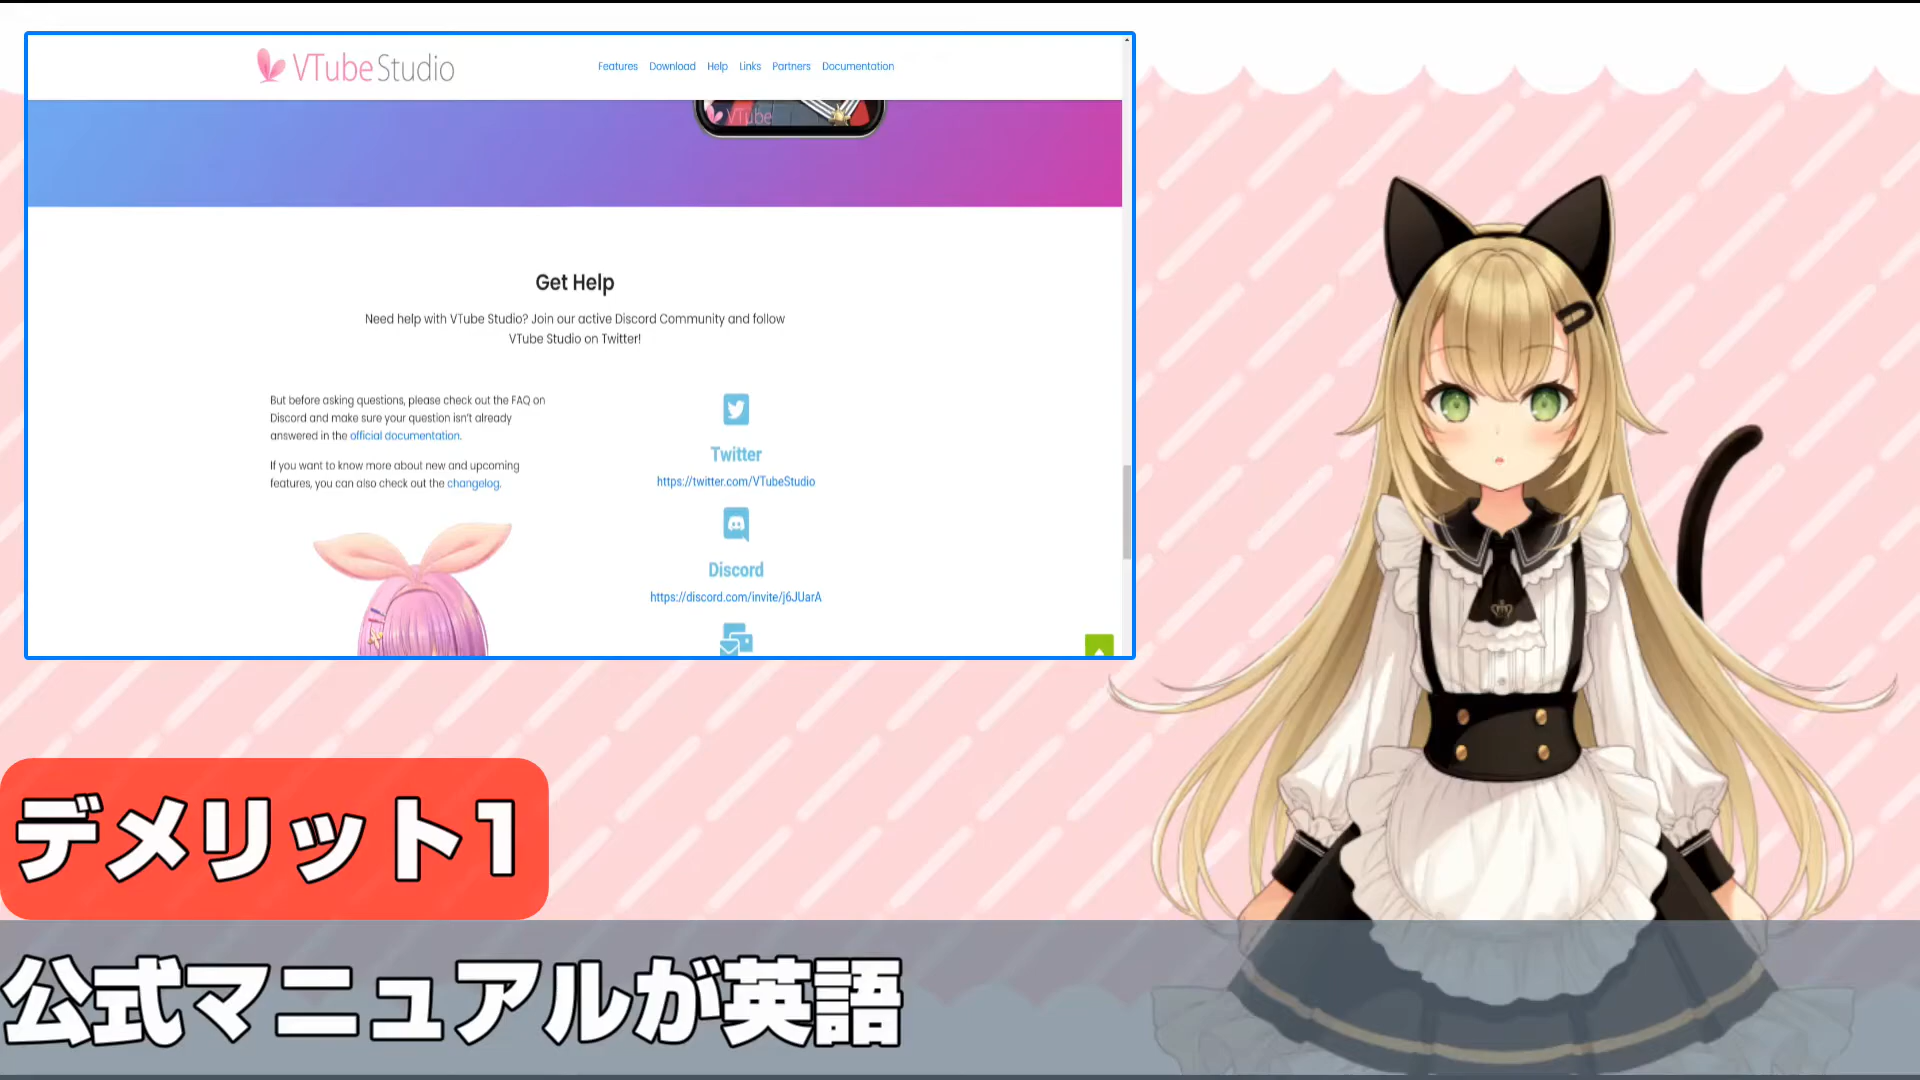 VTube Studio
Features Download Help Links Partners Documentation
VTube
Get Help
Need help with VTube Studio? Join our active Discord Community and follow
VTube Studio on Twitter!
But before asking questions, please check out the FAQ on
Discord and make sure your question isn't already
answered in the official documentation.
If you want to know more about new and upcoming
features, you can also check out the changelog.
Twitter
https://twitter.com/VTubeStudio
Discord
https://discord.com/invite/j6JUarA
デメリット1
公式マニュアルが英語